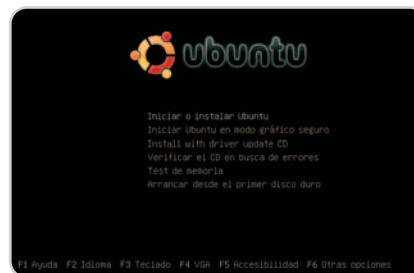 ubuntu
Iniciar o instalar Ubuntu
Iniciar Ubuntu en modo gráfico seguro
Install with driver update CD
Verificar el CD en busca de errores
Test de memoria
Arrancar desde el primer disco duro
F1 Ayuda F2 Idioma F3 Teclado F4 VGA F5 Accesibilidad F6 Otras opciones